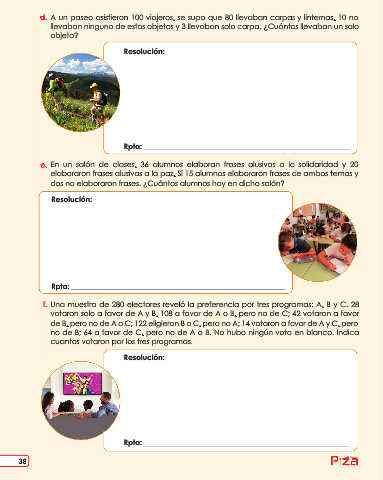 d. A un paseo asistieron 100 viajeros, se supo que 80 llevaban carpas y linternas, 10 no
llevaban ninguno de estos objetos y 3 llevaban solo carpa. ¿Cuántos llevaban un solo
objeto?
Resolución:
Rpta:
e. En un salón de clases, 36 alumnos elaboran frases alusivas a la solidaridad y 20
elaboraron frases alusivas a la paz. Si 15 alumnos elaboraron frases de ambos temas y
dos no elaboraron frases. ¿Cuántos alumnos hay en dicho salón?
Resolución:
Rpta:
f. Una muestra de 280 electores reveló la preferencia por tres programas: A, B y C. 28
votaron solo a favor de A y B, 108 a favor de A o B, pero no de C; 42 votaron a favor
de B, pero no de A o C; 122 eligieron B o C, pero no A; 14 votaron a favor de A y C, pero
no de B; 64 a favor de C, pero no de A o B. No hubo ningún voto en blanco. Indica
cuantos votaron por los tres programas.
Resolución:
Rpta:
38
Piza